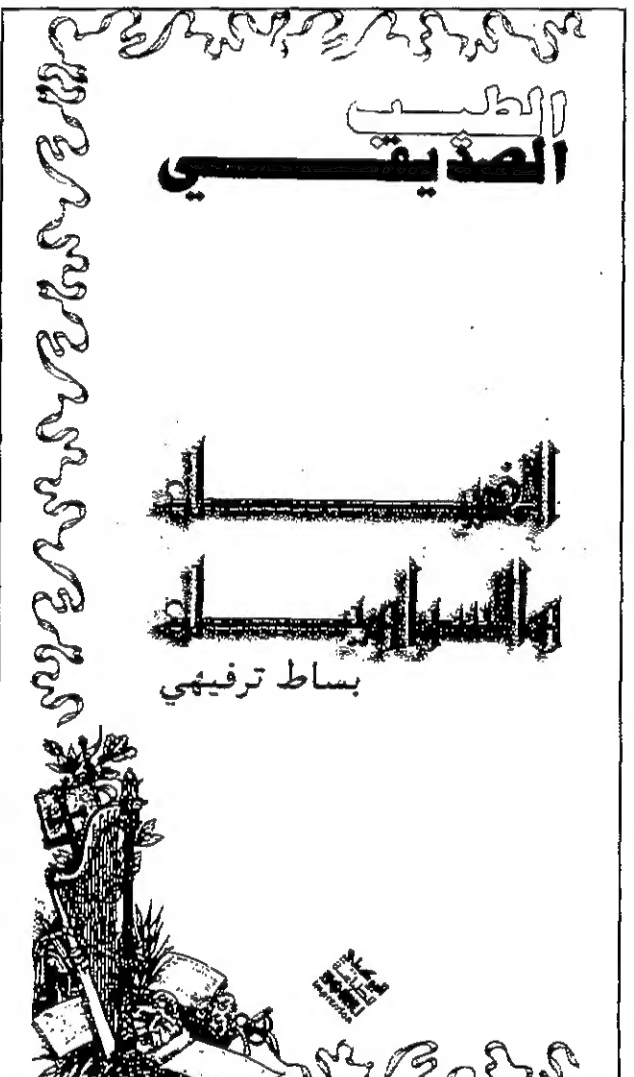 الطيب
الصديقي
الفيل
والسراويل
بساط ترفيهي